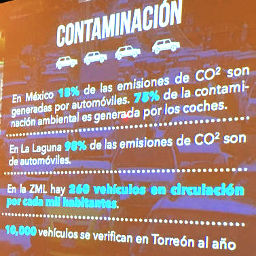 CONTAMINACIÓN
En México 18% de las emisiones de CO² son
generadas por automóviles. 75% de la contami-
nación ambiental es generada por los coches.
En La Laguna 98% de las emisiones de CO² son
de automóviles.
En la ZML hay 260 vehículos en circulación
por cada mil habitantes.
10,000 vehículos se verifican en Torreón al año